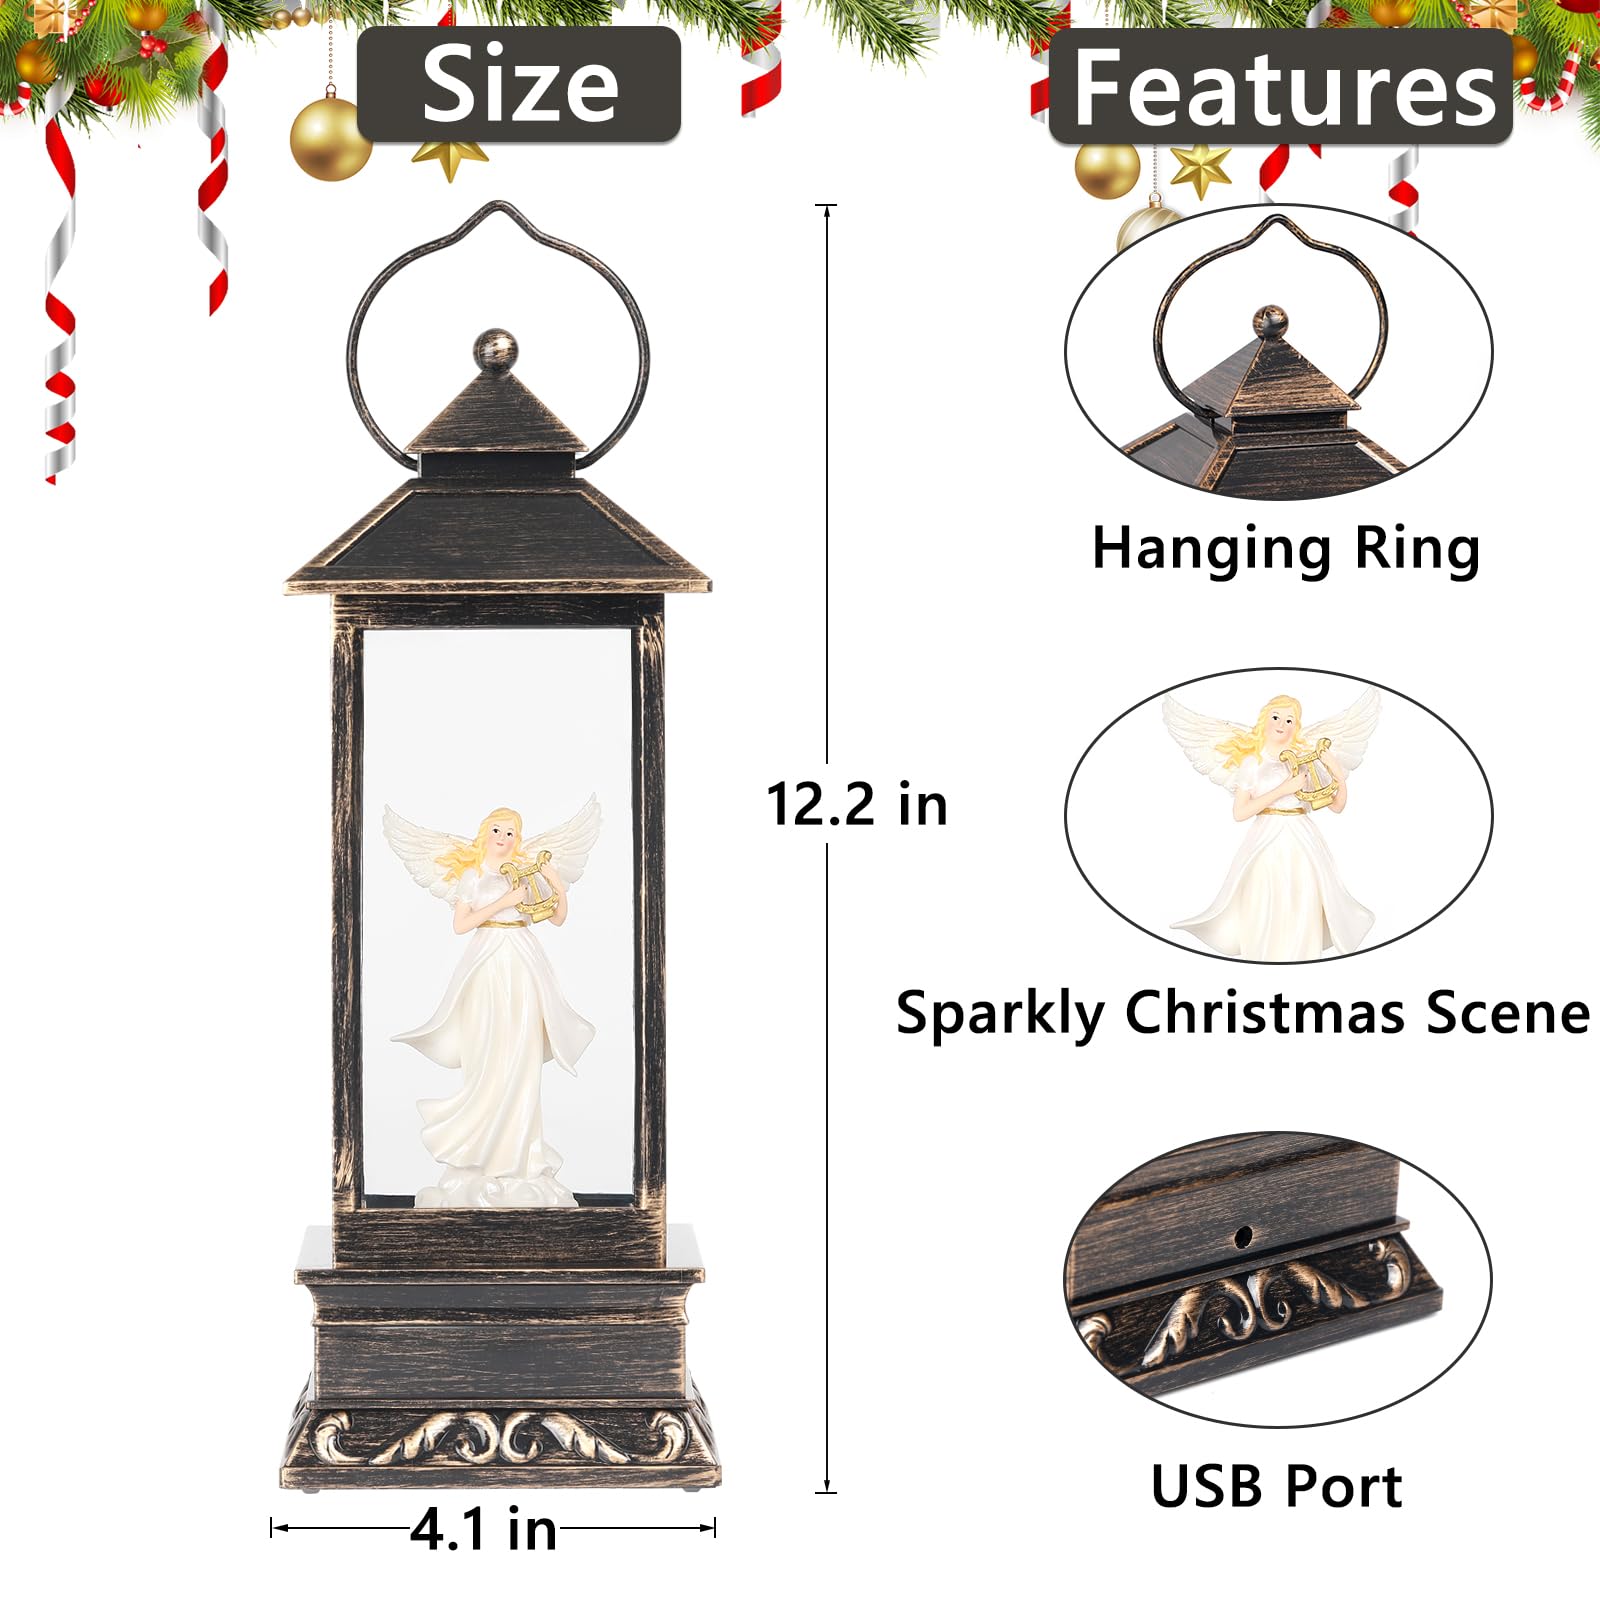 Size
Features
Hanging Ring
12.2 in
Sparkly Christmas Scene
USB Port
4.1 in